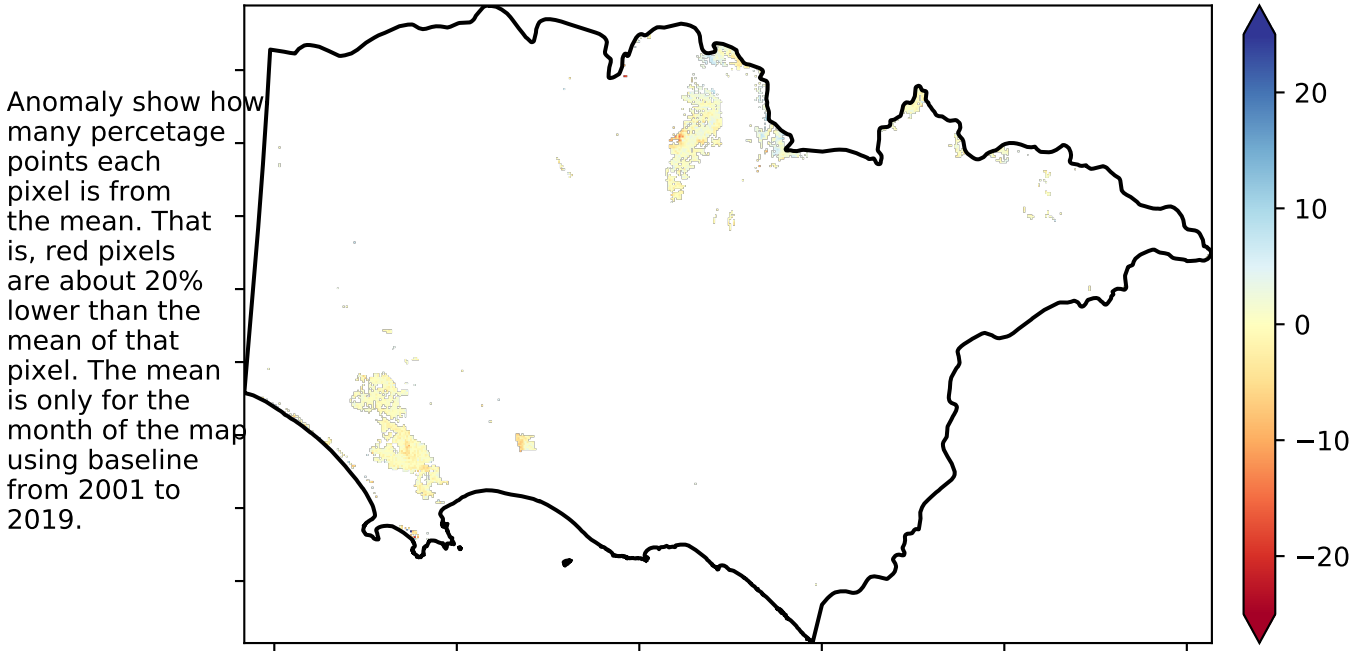 Anomaly show how
many percetage
points each
pixel is from
the mean. That
is, red pixels
are about 20%
lower than the
mean of that
pixel. The mean
is only for the
month of the map
using baseline
from 2001 to
2019.
20
10
0
−10
−20